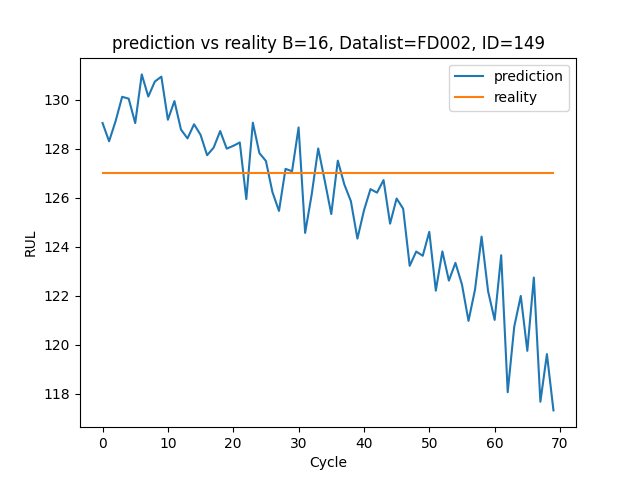 prediction vs reality B=16, Datalist=FD002, ID=149
prediction
reality
RUL
130
128
126
124
122
120
118
0 10 20 30 40 50 60 70
Cycle